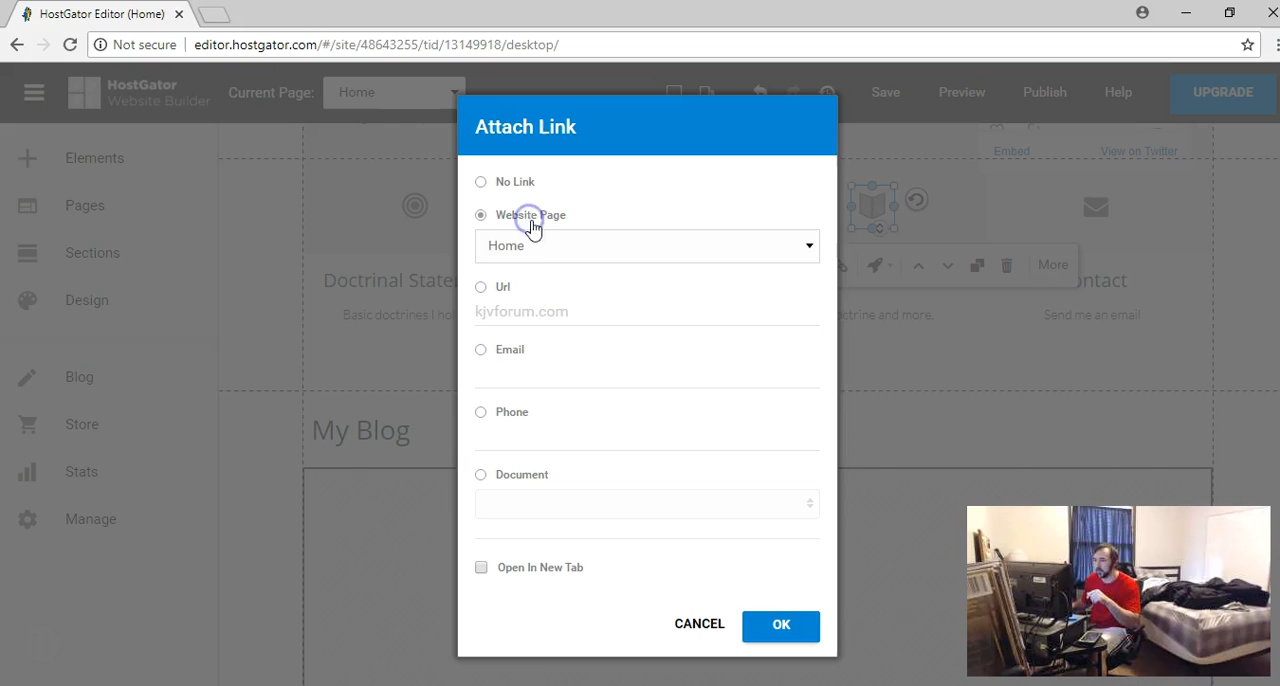 HostGator Editor (Home)
Not secure
editor.hostgator.com/#/site/48643255/tid/13149918/desktop/
HostGator
Website Builder
Current Page:
Home
Save
Preview
Publish
Help
UPGRADE
Elements
Pages
Sections
Design
Blog
Store
Stats
Manage
Embed
View on Twitter
Doctrinal State
Basic doctrines I ho
More
ontact
ctrine and more.
Send me an email
My Blog
Attach Link
No Link
Website Page
Home
Url
kjvforum.com
Email
Phone
Document
Open In New Tab
CANCEL
OK